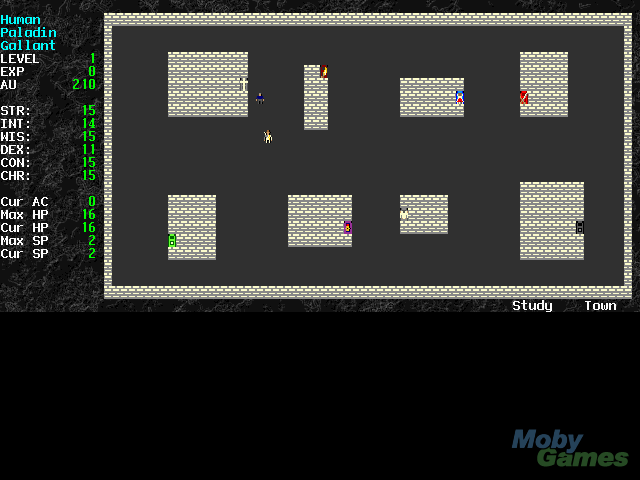 Human
Paladin
Gallant
LEVEL 1
EXP 0
AU 210
STR: 15
INT: 14
WIS: 15
DEX: 11
CON: 15
CHR: 15
Cur AC 0
Max HP 16
Cur HP 16
Max SP 2
Cur SP 2
Study Town
Moby Games